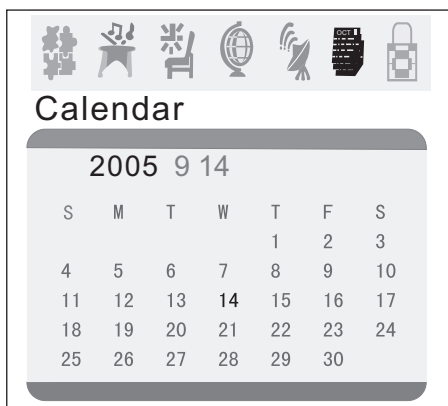 OCT
Calendar
2005 9 14
S M T W T F S
1 2 3
4 5 6 7 8 9 10
11 12 13 14 15 16 17
18 19 20 21 22 23 24
25 26 27 28 29 30